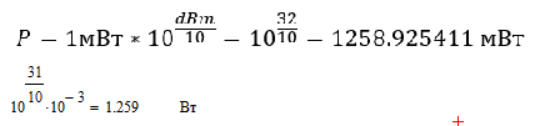 P − 1мВт * 10^(dBm/10) − 10^(32/10) − 1258.925411 мВт
10^(31/10) · 10^−3 = 1.259 Вт
+